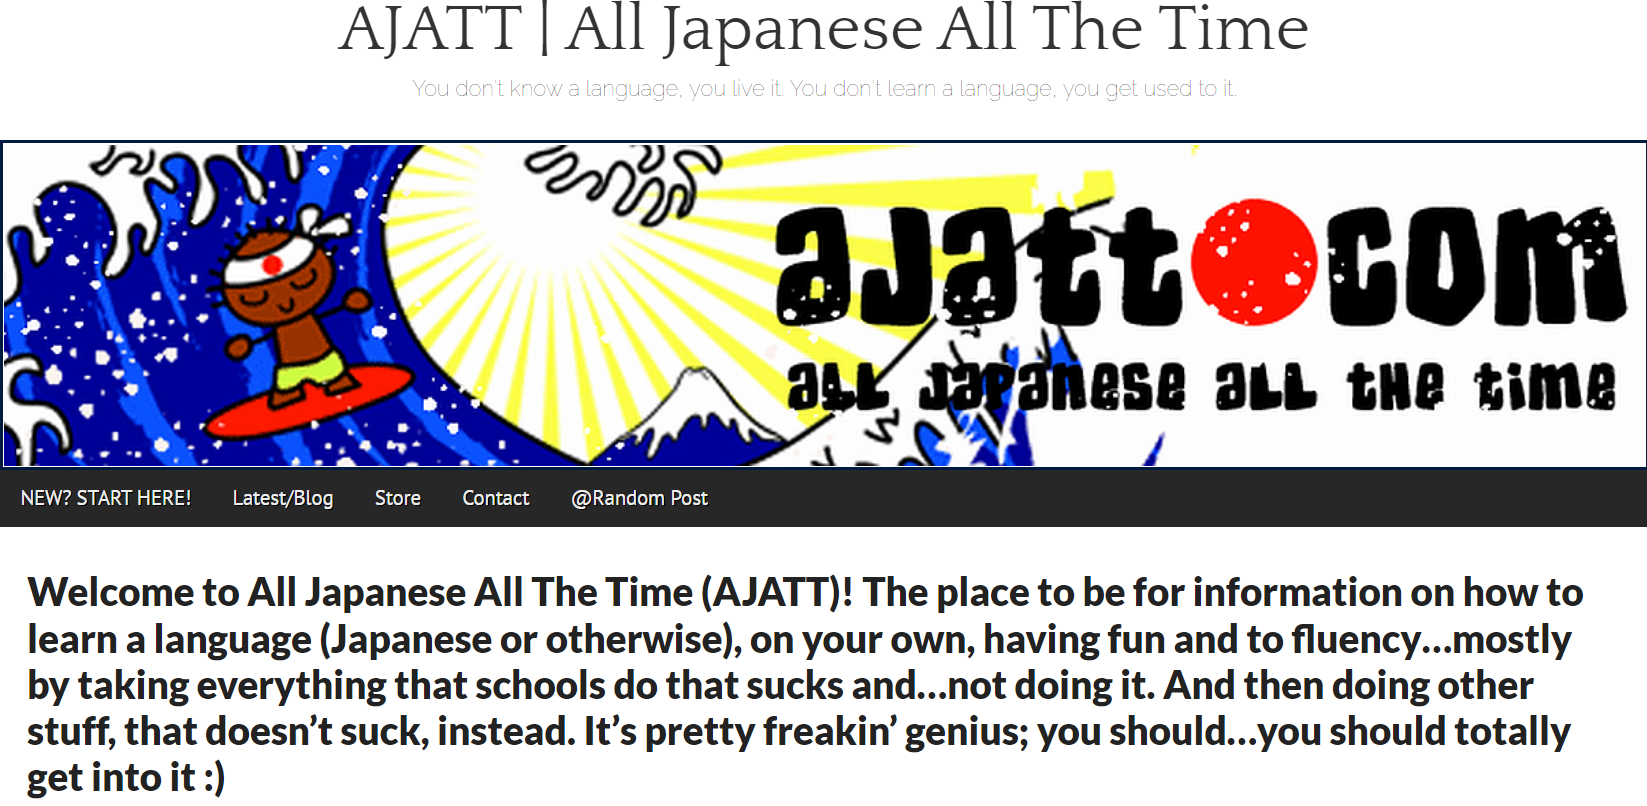 AJATT | All Japanese All The Time
You don't know a language, you live it. You don't learn a language, you get used to it.
ajatt.com
all japanese all the time
NEW? START HERE! Latest/Blog Store Contact @Random Post
Welcome to All Japanese All The Time (AJATT)! The place to be for information on how to
learn a language (Japanese or otherwise), on your own, having fun and to fluency…mostly
by taking everything that schools do that sucks and…not doing it. And then doing other
stuff, that doesn’t suck, instead. It’s pretty freakin’ genius; you should…you should totally
get into it :)